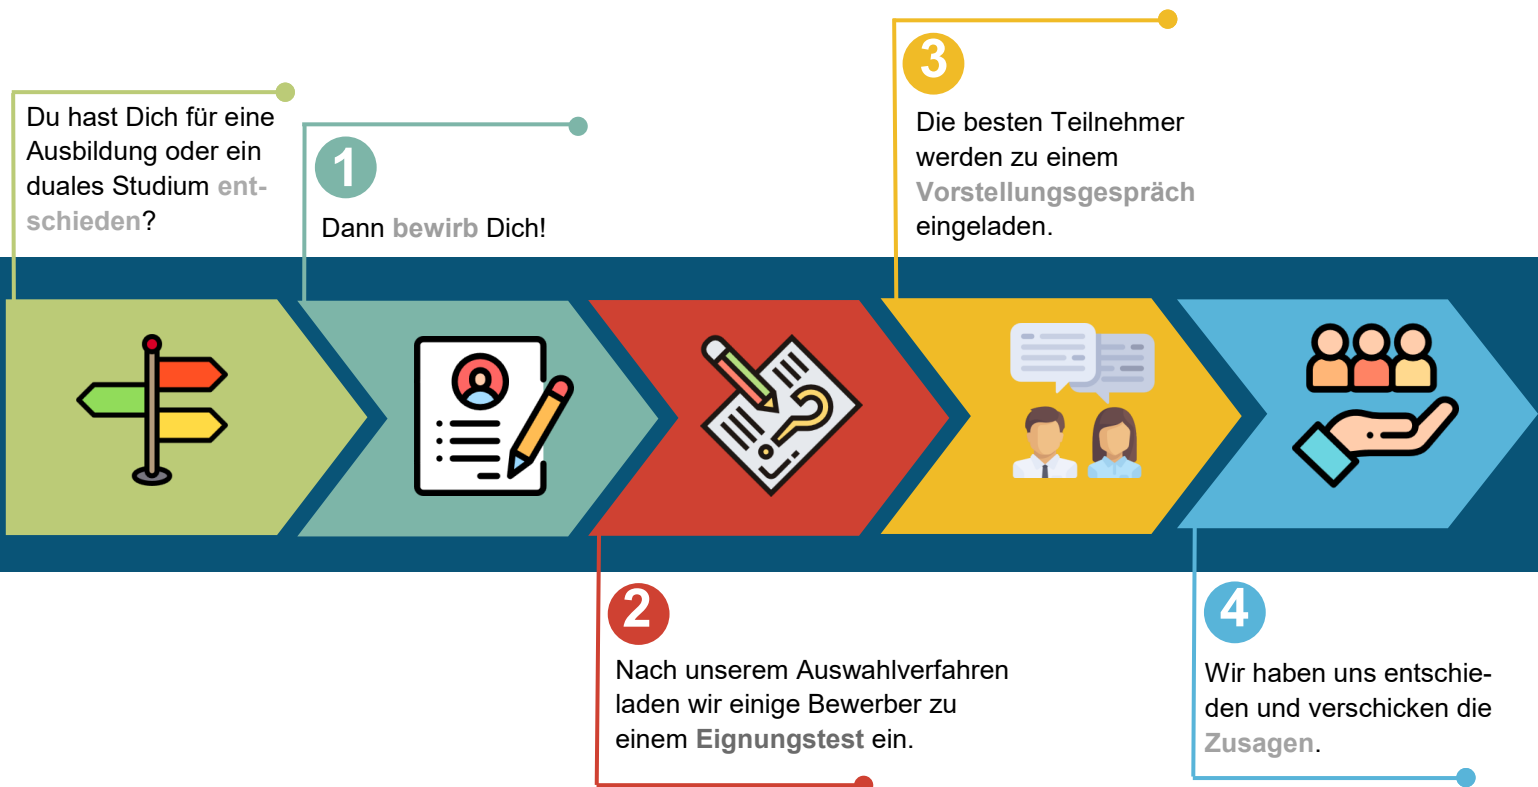 Du hast Dich für eine
Ausbildung oder ein
duales Studium ent-
schieden?
1
Dann bewirb Dich!
2
Nach unserem Auswahlverfahren
laden wir einige Bewerber zu
einem Eignungstest ein.
3
Die besten Teilnehmer
werden zu einem
Vorstellungsgespräch
eingeladen.
4
Wir haben uns entschie-
den und verschicken die
Zusagen.